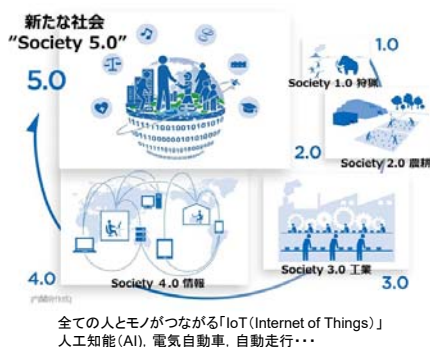 新たな社会
"Society 5.0"
5.0
1.0
Society 1.0 狩猟
2.0
Society 2.0 農耕
4.0
Society 4.0 情報
Society 3.0 工業
3.0
全ての人とモノがつながる「IoT(Internet of Things)」
人工知能(AI), 電気自動車, 自動走行・・・